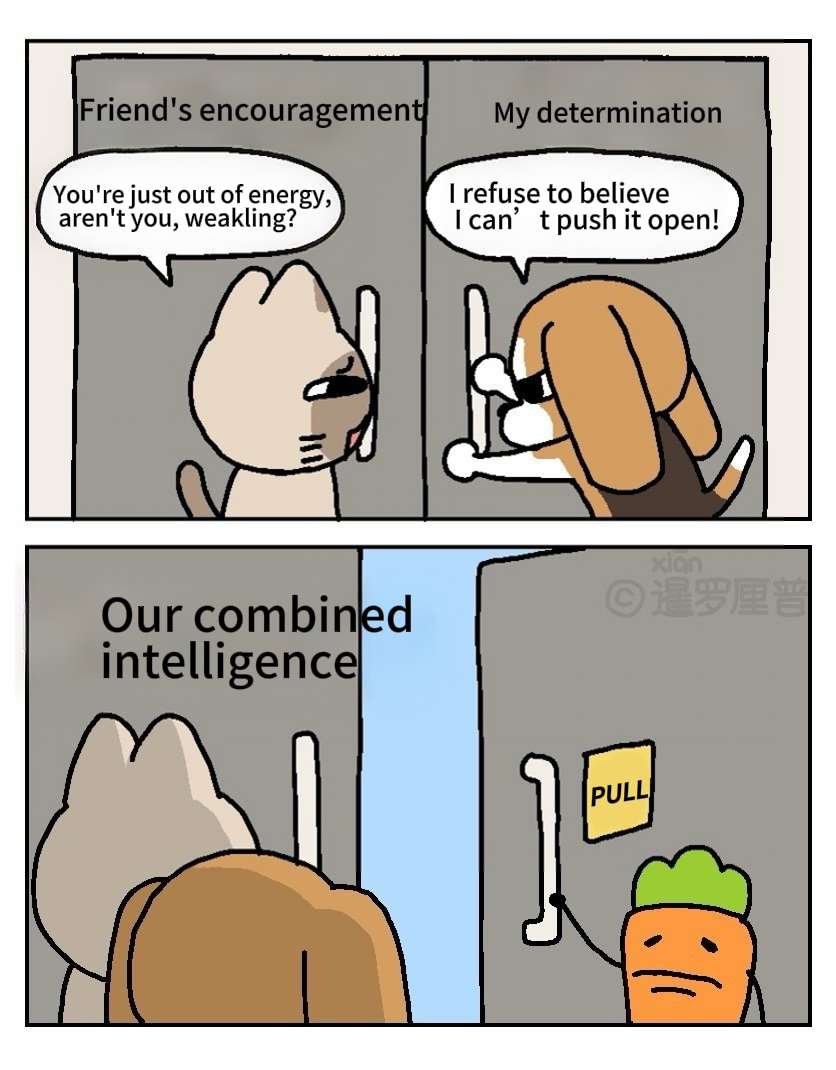 Friend's encouragement
My determination
You're just out of energy,
aren't you, weakling?
I refuse to believe
I can’t push it open!
Our combined
intelligence
xian
©暹罗厘普
PULL